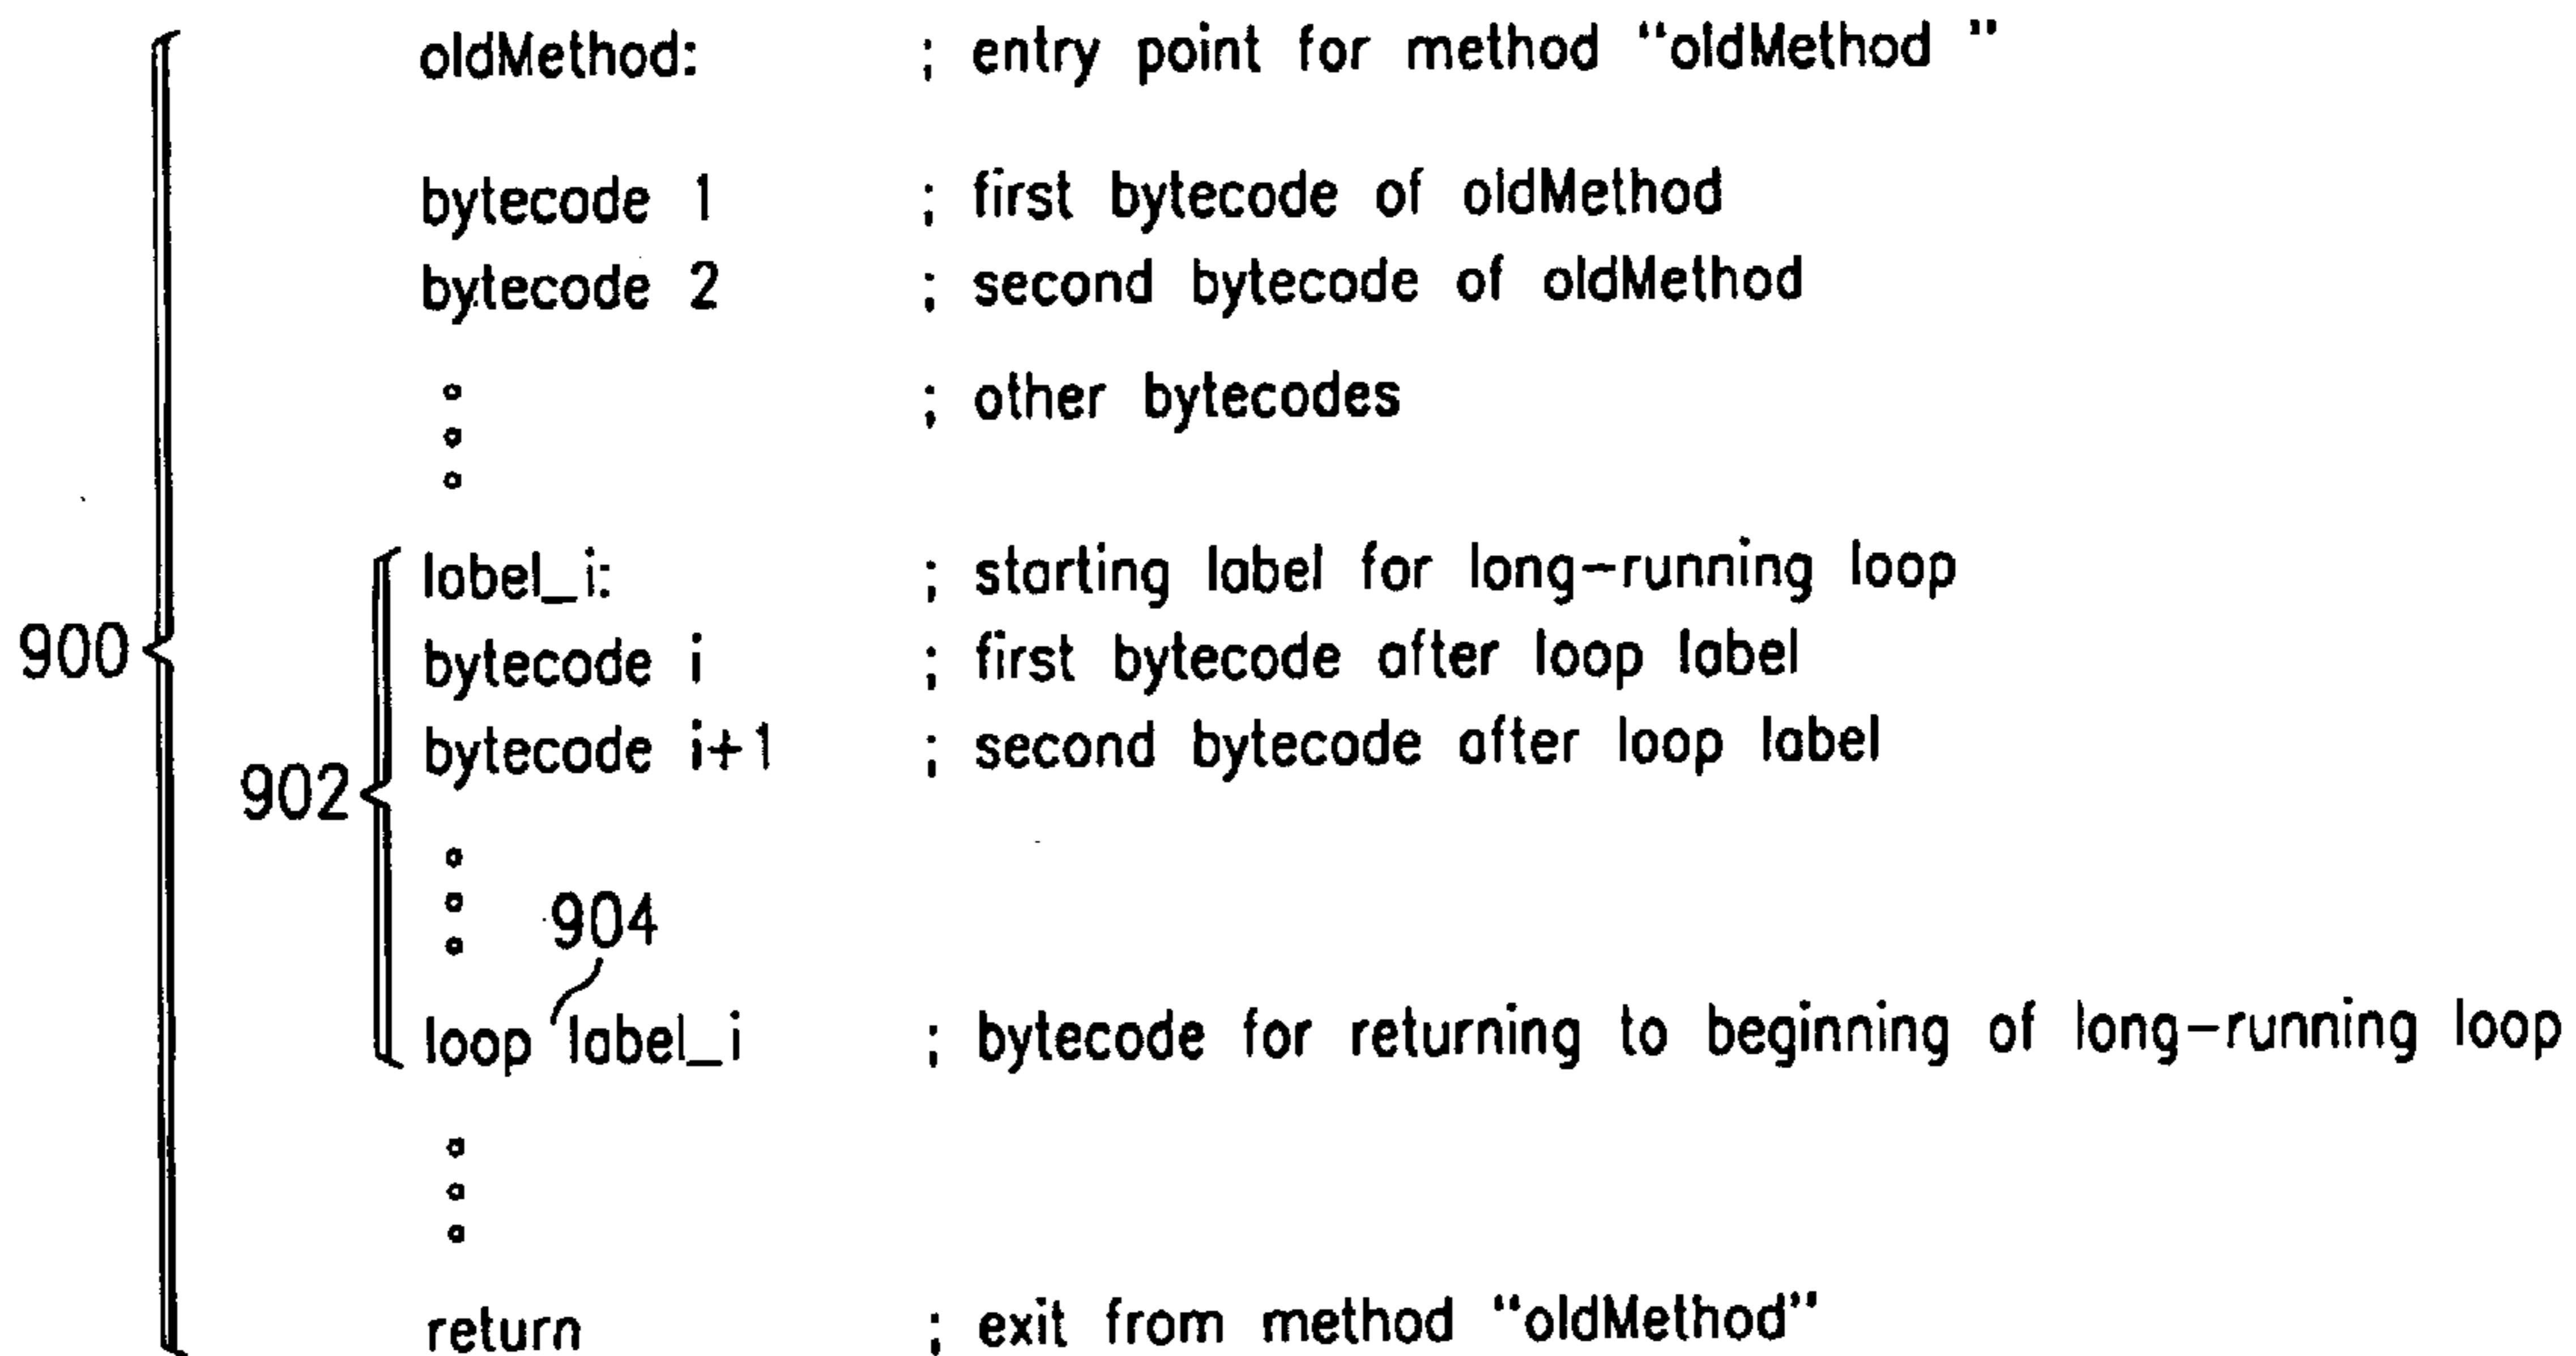 oldMethod: ; entry point for method “oldMethod ”
bytecode 1 ; first bytecode of oldMethod
bytecode 2 ; second bytecode of oldMethod
; other bytecodes
label_i: ; starting label for long-running loop
900
bytecode i ; first bytecode after loop label
bytecode i+1 ; second bytecode after loop label
902
904
loop label_i ; bytecode for returning to beginning of long-running loop
return ; exit from method “oldMethod”